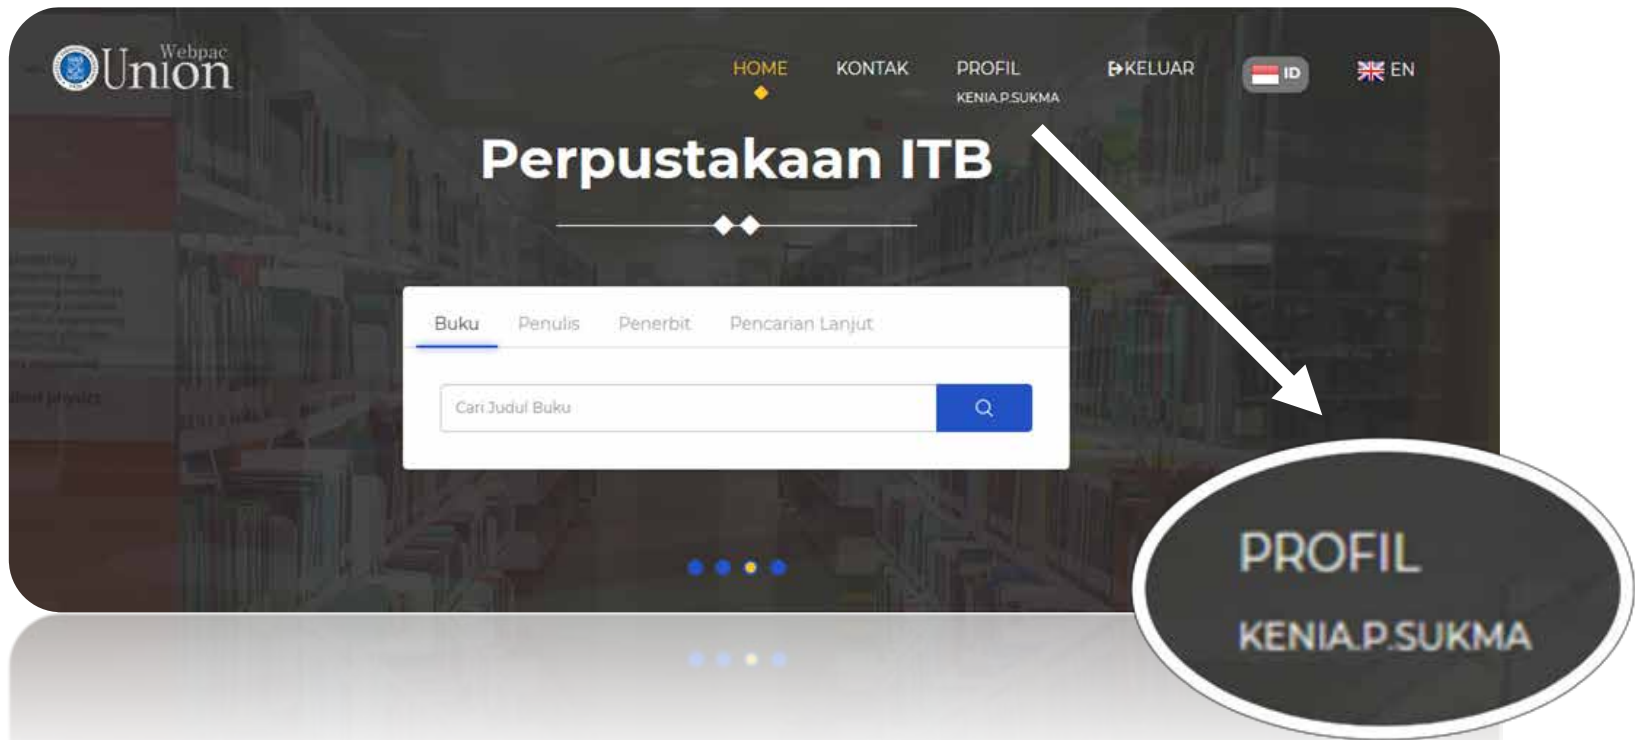 Webpac
Union
HOME KONTAK PROFIL KELUAR ID EN
KENIA.P.SUKMA
Perpustakaan ITB
Buku Penulis Penerbit Pencarian Lanjut
Cari Judul Buku
PROFIL
KENIA.P.SUKMA